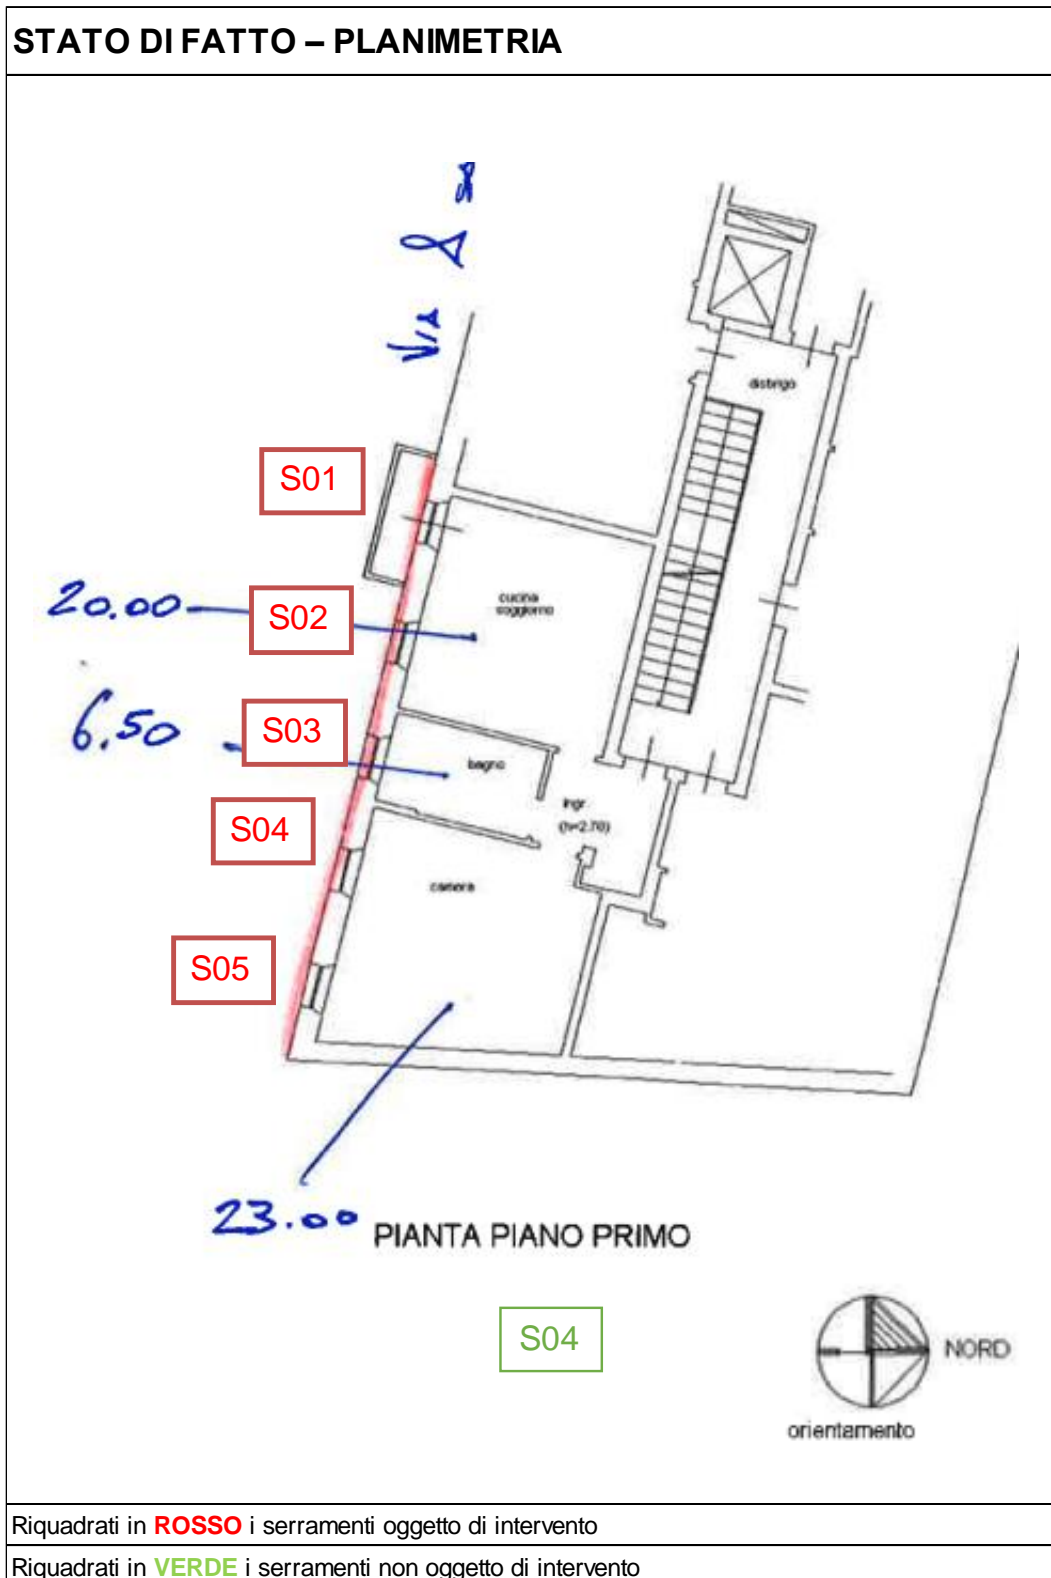 STATO DI FATTO – PLANIMETRIA
Via
disbrigo
S01
cucina
soggiorno
20.00
S02
6.50
S03
bagno
ingr.
(h=2.70)
S04
camera
S05
23.00
PIANTA PIANO PRIMO
S04
NORD
orientamento
Riquadrati in ROSSO i serramenti oggetto di intervento
Riquadrati in VERDE i serramenti non oggetto di intervento